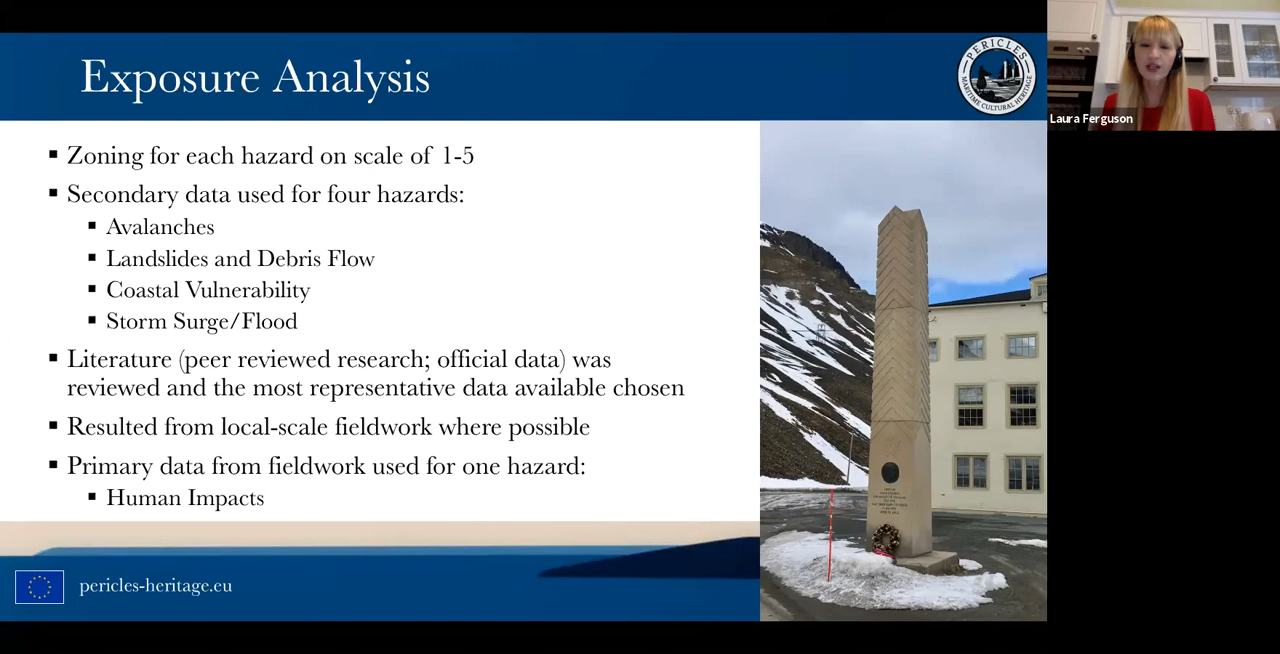 Exposure Analysis
PERICLES
MARITIME CULTURAL HERITAGE
Laura Ferguson
▪ Zoning for each hazard on scale of 1-5
▪ Secondary data used for four hazards:
▪ Avalanches
▪ Landslides and Debris Flow
▪ Coastal Vulnerability
▪ Storm Surge/Flood
▪ Literature (peer reviewed research; official data) was
reviewed and the most representative data available chosen
▪ Resulted from local-scale fieldwork where possible
▪ Primary data from fieldwork used for one hazard:
▪ Human Impacts
pericles-heritage.eu